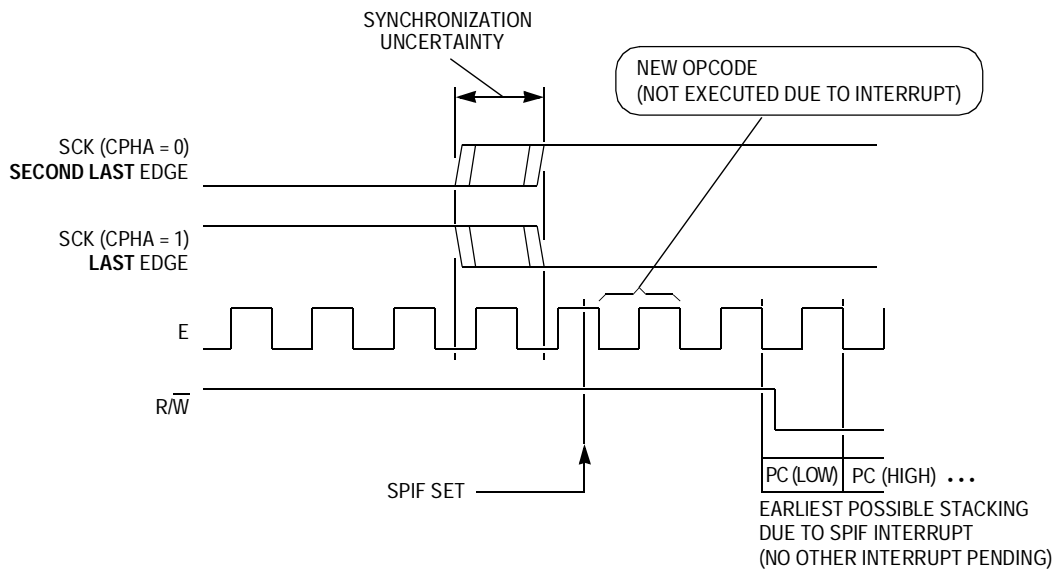 SYNCHRONIZATION
UNCERTAINTY
NEW OPCODE
(NOT EXECUTED DUE TO INTERRUPT)
SCK (CPHA = 0)
SECOND LAST EDGE
SCK (CPHA = 1)
LAST EDGE
E
R/W̅
SPIF SET
PC (LOW) PC (HIGH) •••
EARLIEST POSSIBLE STACKING
DUE TO SPIF INTERRUPT
(NO OTHER INTERRUPT PENDING)